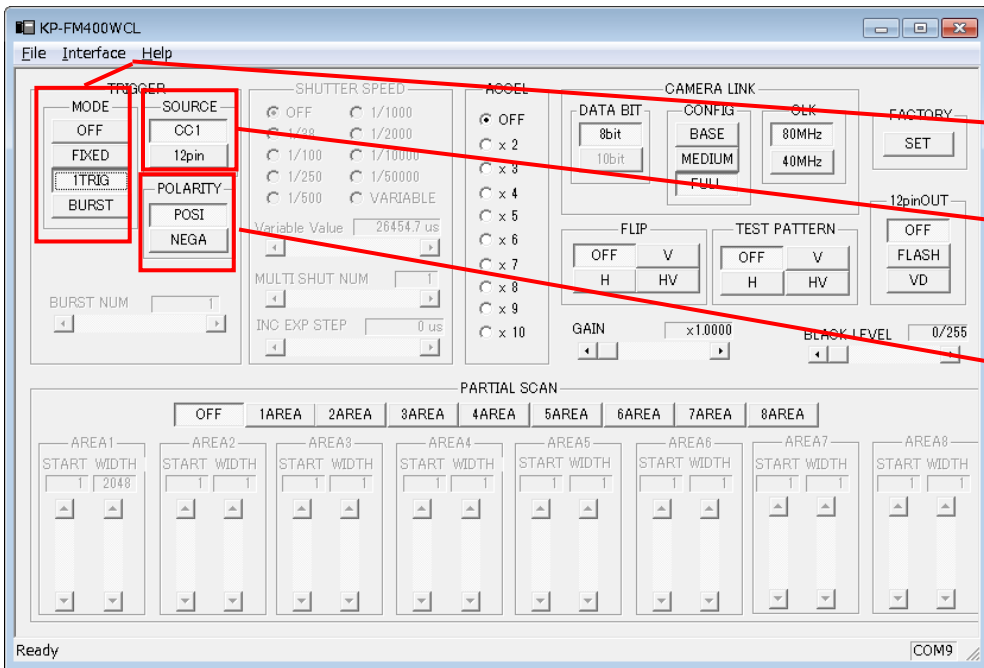 KP-FM400WCL
File Interface Help
TRIGGER
MODE
OFF
FIXED
1TRIG
BURST
SOURCE
CC1
12pin
POLARITY
POSI
NEGA
BURST NUM 1
SHUTTER SPEED
OFF 1/1000
1/38 1/2000
1/100 1/10000
1/250 1/50000
1/500 VARIABLE
Variable Value 26454.7 us
MULTI SHUT NUM 1
INC EXP STEP 0 us
ACCEL
OFF
x 2
x 3
x 4
x 5
x 6
x 7
x 8
x 9
x 10
CAMERA LINK
DATA BIT
8bit
10bit
CONFIG
BASE
MEDIUM
FULL
CLK
80MHz
40MHz
FACTORY
SET
FLIP
OFF V
H HV
TEST PATTERN
OFF V
H HV
12pinOUT
OFF
FLASH
VD
GAIN x1.0000
BLACK LEVEL 0/255
PARTIAL SCAN
OFF 1AREA 2AREA 3AREA 4AREA 5AREA 6AREA 7AREA 8AREA
AREA1
START WIDTH
1 2048
AREA2
START WIDTH
1 1
AREA3
START WIDTH
1 1
AREA4
START WIDTH
1 1
AREA5
START WIDTH
1 1
AREA6
START WIDTH
1 1
AREA7
START WIDTH
1 1
AREA8
START WIDTH
1 1
Ready COM9